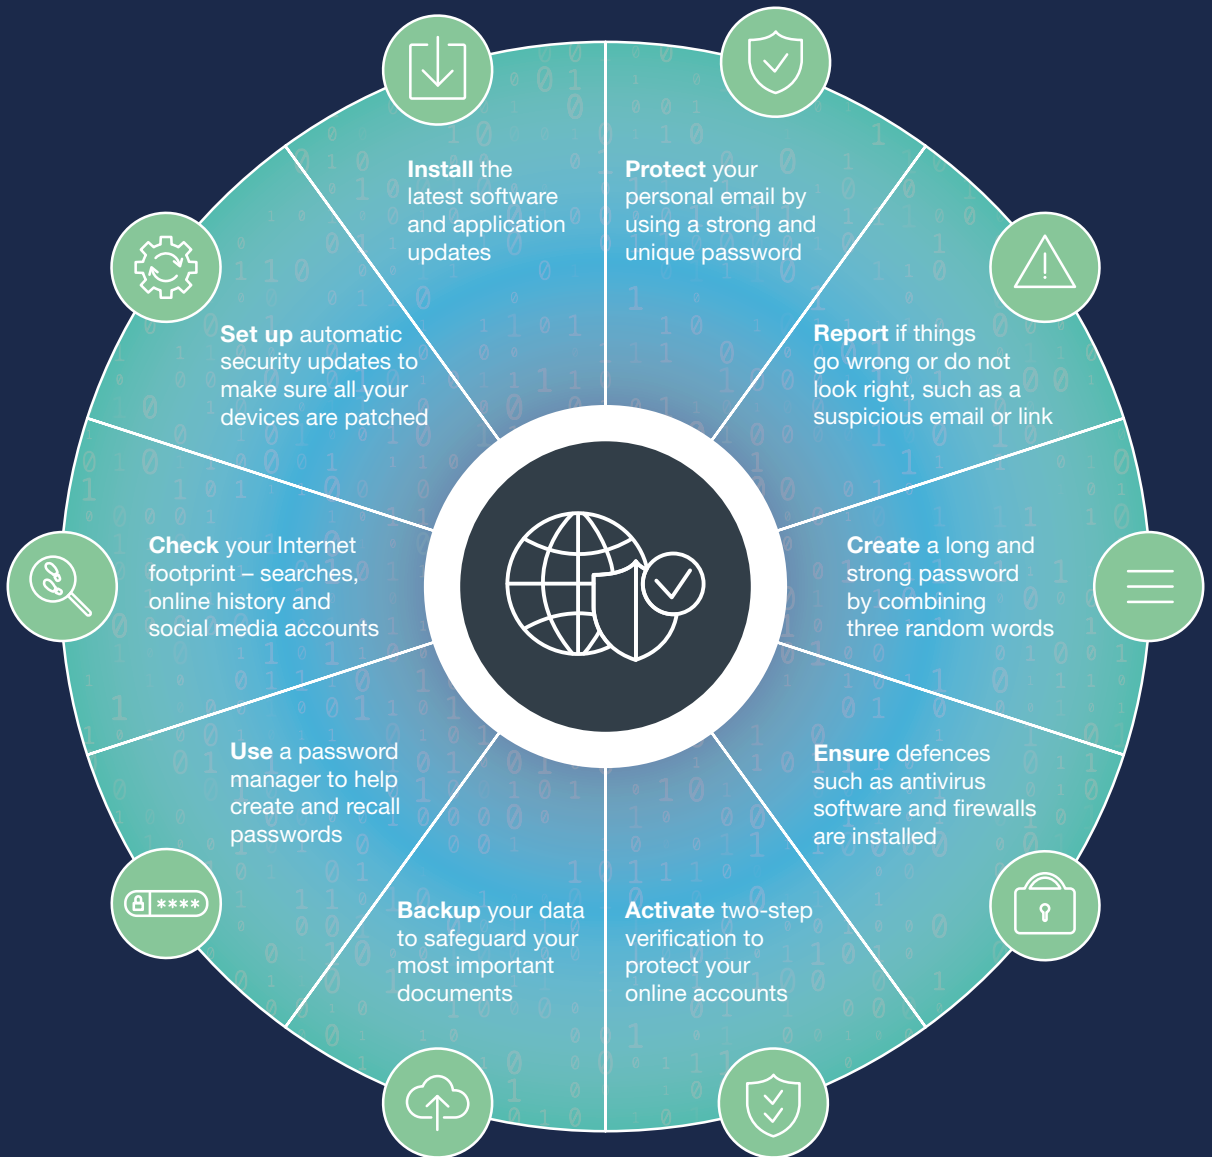 Protect your
personal email by
using a strong and
unique password
Report if things
go wrong or do not
look right, such as a
suspicious email or link
Create a long and
strong password
by combining
three random words
Ensure defences
such as antivirus
software and firewalls
are installed
Activate two-step
verification to
protect your
online accounts
Backup your data
to safeguard your
most important
documents
Use a password
manager to help
create and recall
passwords
****
Check your Internet
footprint – searches,
online history and
social media accounts
Set up automatic
security updates to
make sure all your
devices are patched
Install the
latest software
and application
updates